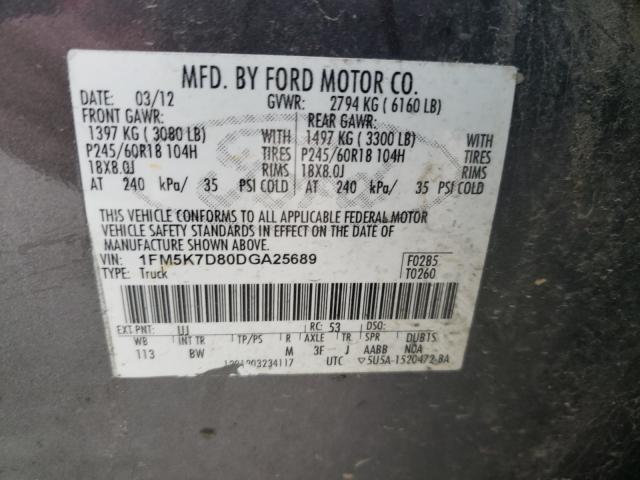 MFD. BY FORD MOTOR CO.
DATE: 03/12 GVWR: 2794 KG ( 6160 LB)
FRONT GAWR: REAR GAWR:
1397 KG ( 3080 LB) WITH 1497 KG ( 3300 LB) WITH
P245/60R18 104H TIRES P245/60R18 104H TIRES
18X8.0J RIMS 18X8.0J RIMS
AT 240 kPa/ 35 PSI COLD AT 240 kPa/ 35 PSI COLD
THIS VEHICLE CONFORMS TO ALL APPLICABLE FEDERAL MOTOR
VEHICLE SAFETY STANDARDS IN EFFECT ON THE DATE OF
MANUFACTURE SHOWN ABOVE.
VIN: 1FM5K7D80DGA25689 F0285
TYPE: Truck T0260
EXT PNT: UJ RC: 53 DSO:
WB INT TR TP/PS R AXLE TR SPR DUBTS
113 BW M 3F J AABB NOA
UTC 5U5A-1520472-BA